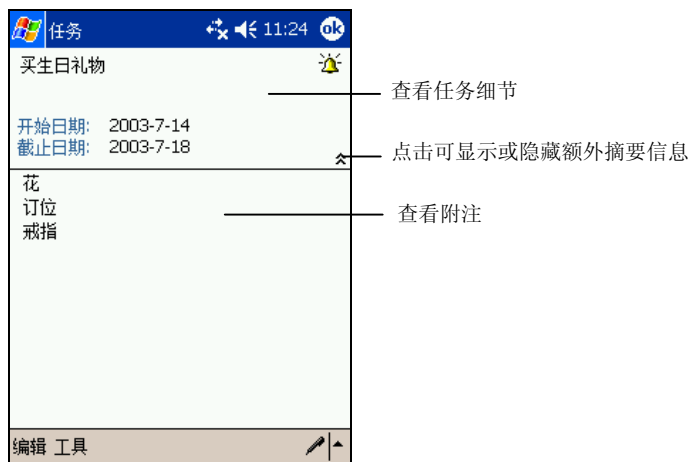 任务 11:24 ok
买生日礼物
查看任务细节
开始日期: 2003-7-14
截止日期: 2003-7-18
点击可显示或隐藏额外摘要信息
花
订位
查看附注
戒指
编辑 工具